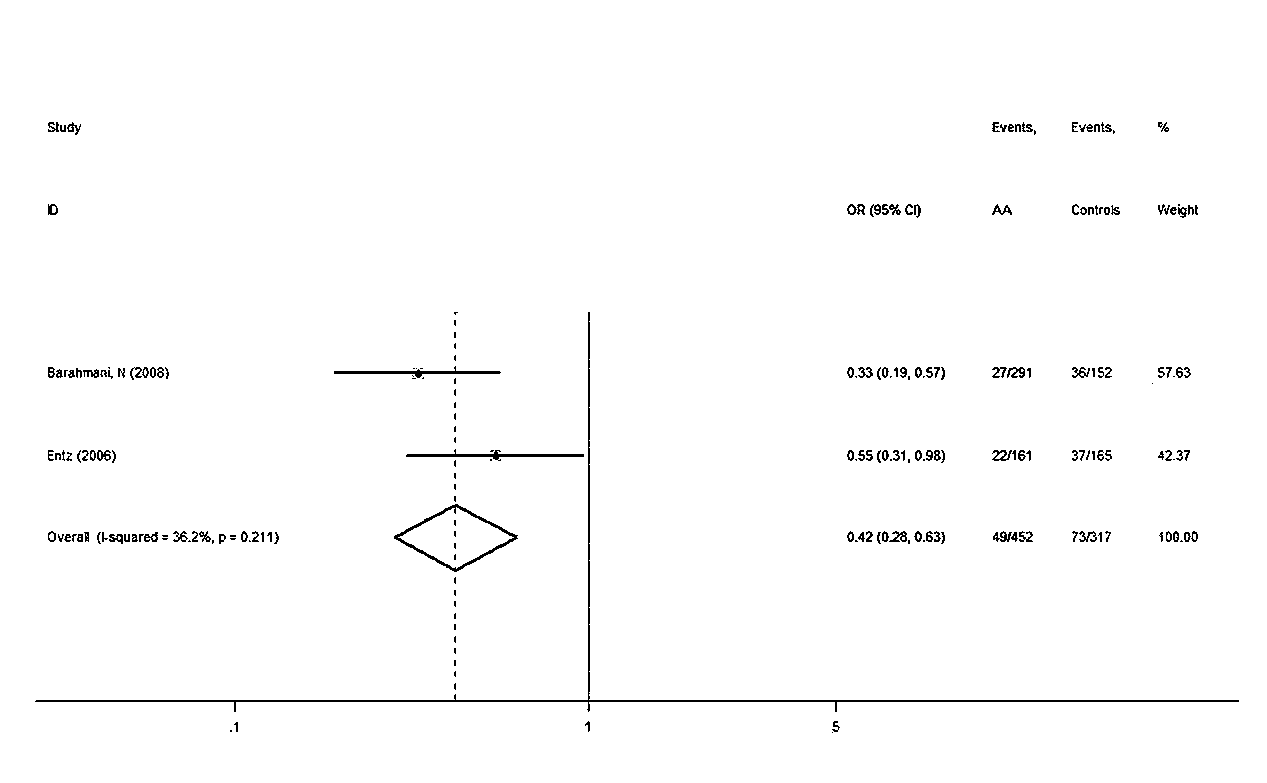 Study Events, Events, %
ID OR (95% CI) AA Controls Weight
Barahmani, N (2008) 0.33 (0.19, 0.57) 27/291 36/152 57.63
Entz (2006) 0.55 (0.31, 0.98) 22/161 37/165 42.37
Overall (I-squared = 36.2%, p = 0.211) 0.42 (0.28, 0.63) 49/452 73/317 100.00
.1 1 5